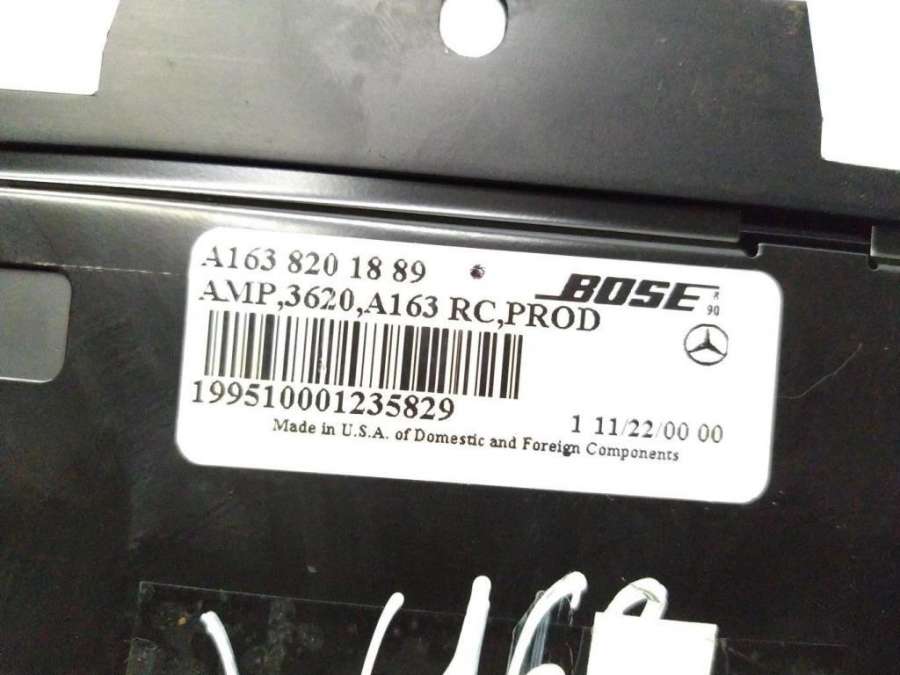 A163 820 18 89
BOSE R
90
AMP,3620,A163 RC,PROD
199510001235829
1 11/22/00 00
Made in U.S.A. of Domestic and Foreign Components